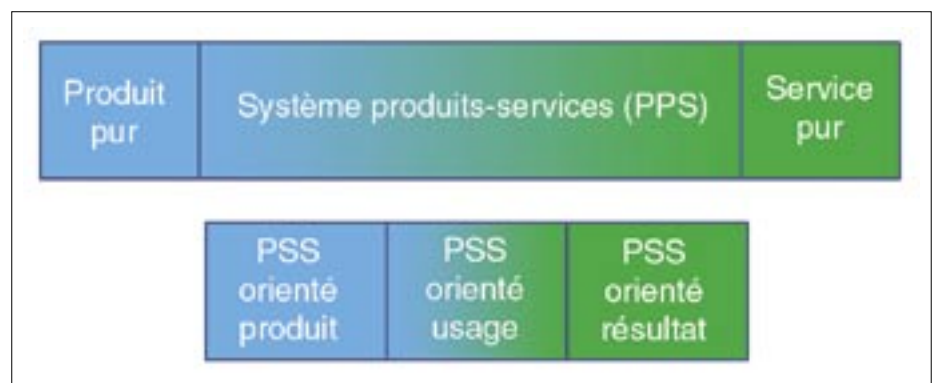 Produit
pur
Système produits-services (PPS)
Service
pur
PSS
orienté
produit
PSS
orienté
usage
PSS
orienté
résultat